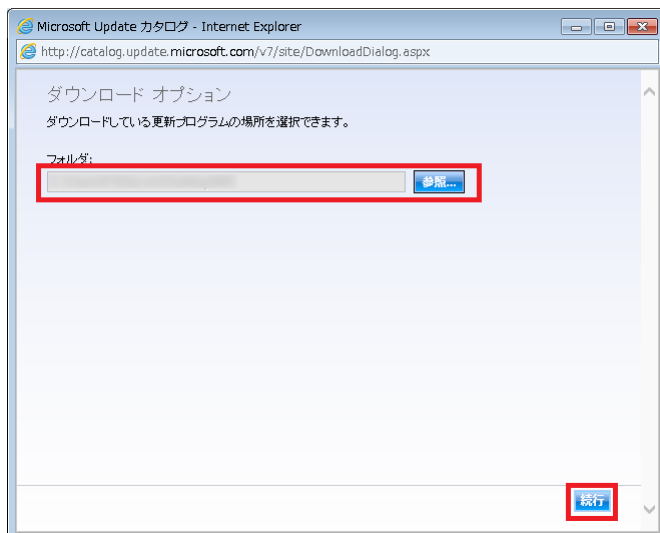 Microsoft Update カタログ - Internet Explorer
http://catalog.update.microsoft.com/v7/site/DownloadDialog.aspx
ダウンロード オプション
ダウンロードしている更新プログラムの場所を選択できます。
フォルダ:
参照...
続行